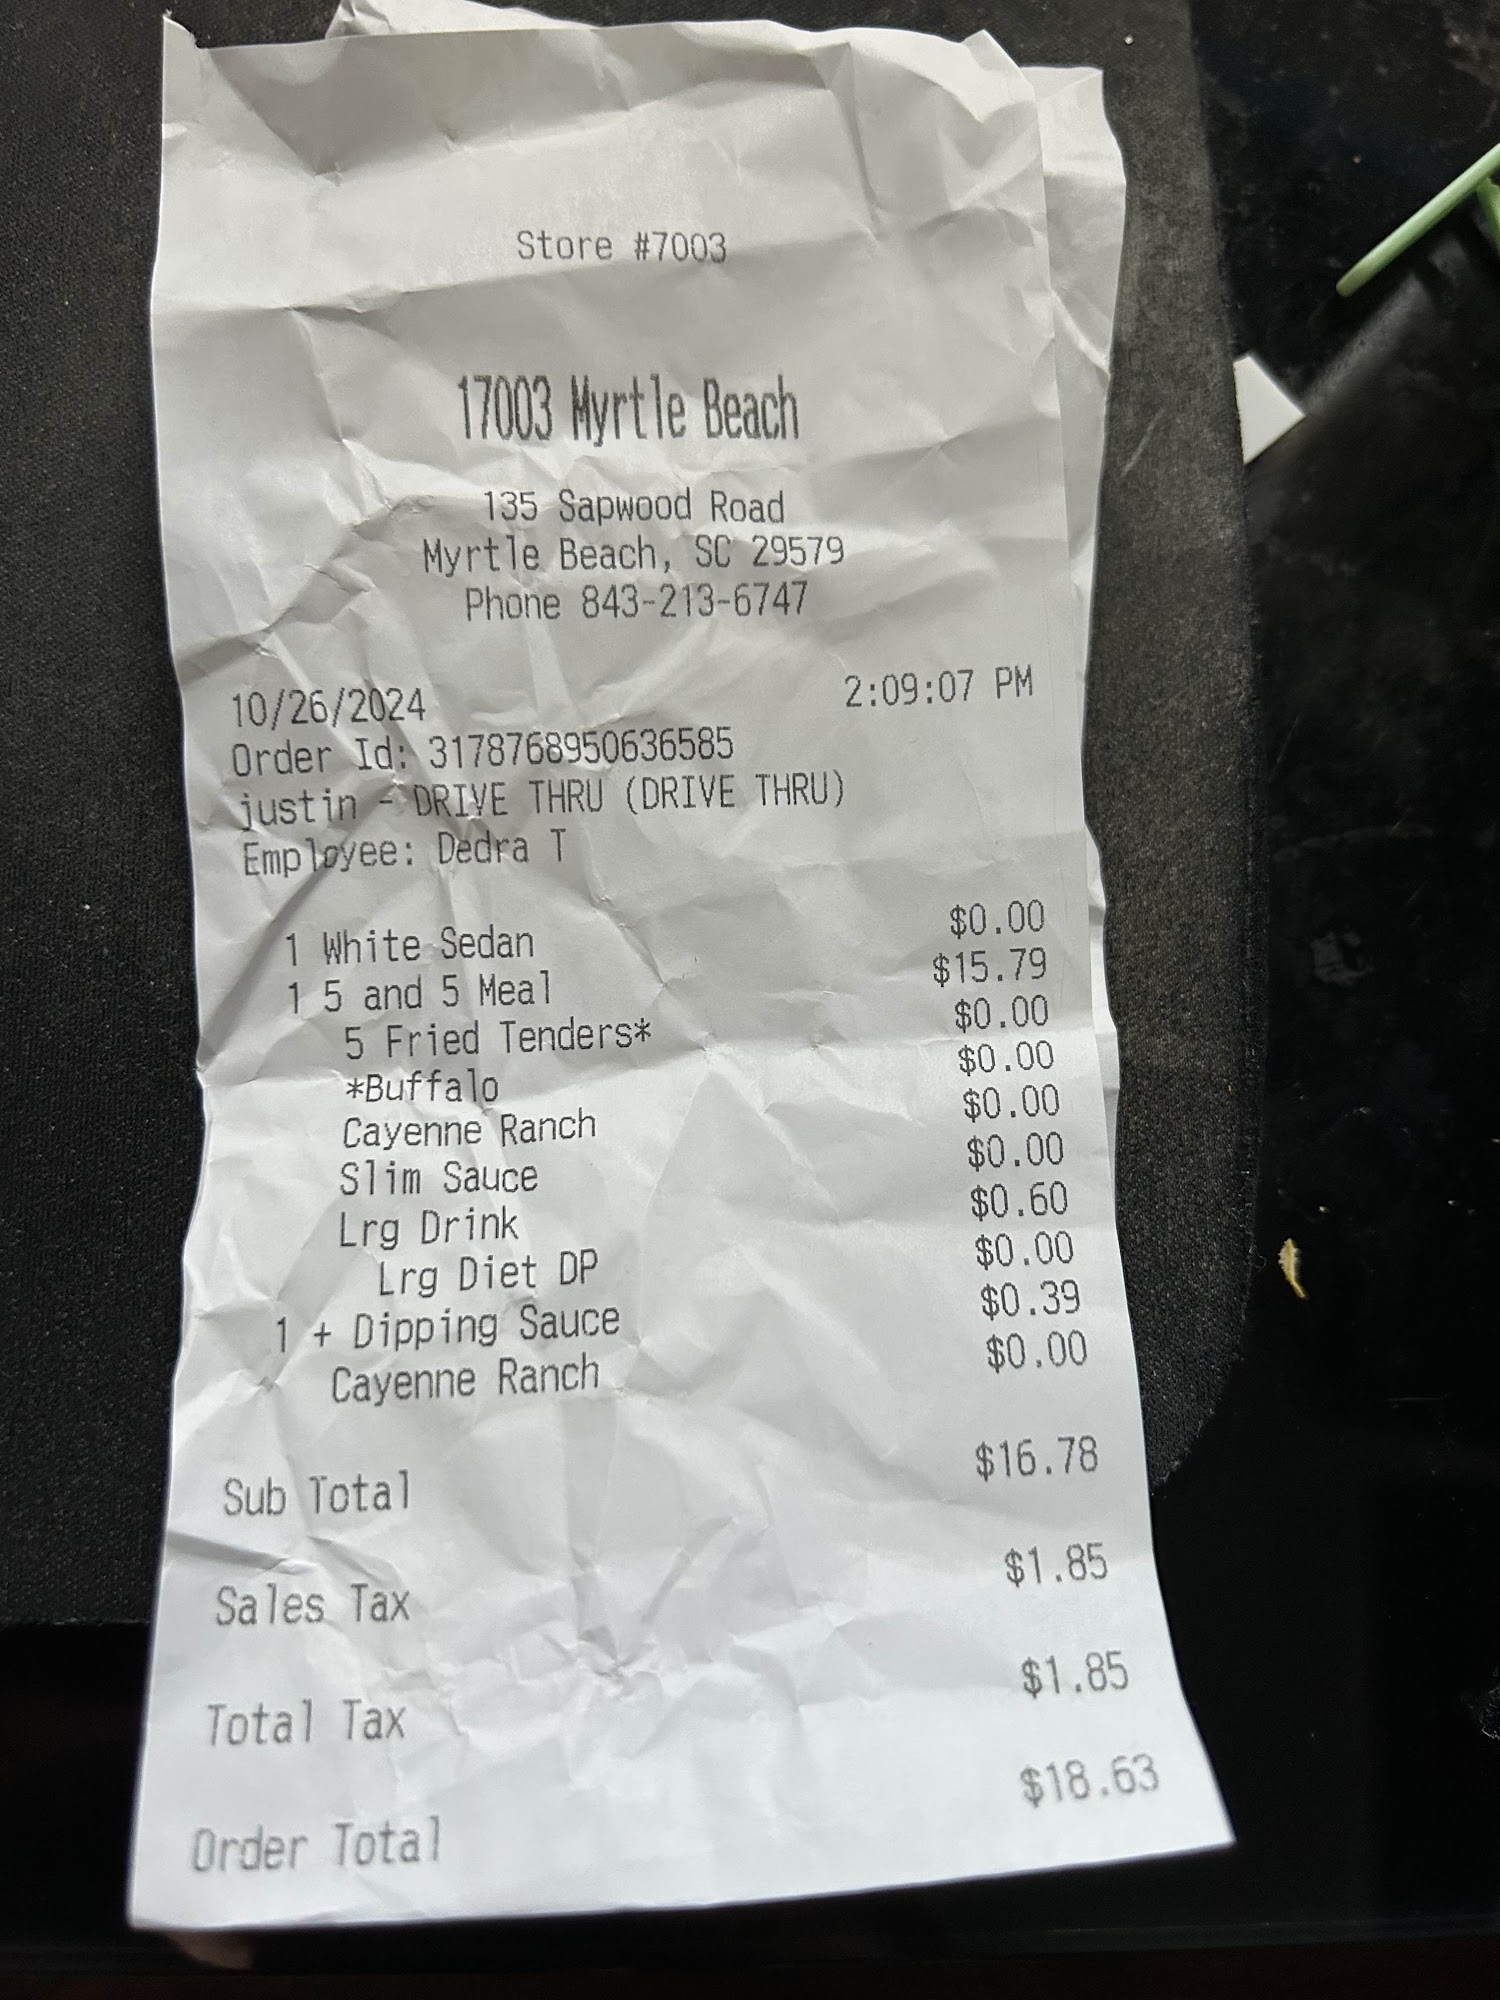 Store #7003
17003 Myrtle Beach
135 Sapwood Road
Myrtle Beach, SC 29579
Phone 843-213-6747
10/26/2024 2:09:07 PM
Order Id: 3178768950636585
justin - DRIVE THRU (DRIVE THRU)
Employee: Dedra T
1 White Sedan $0.00
1 5 and 5 Meal $15.79
5 Fried Tenders* $0.00
*Buffalo $0.00
Cayenne Ranch $0.00
Slim Sauce $0.00
Lrg Drink $0.60
Lrg Diet DP $0.00
1 + Dipping Sauce $0.39
Cayenne Ranch $0.00
Sub Total $16.78
Sales Tax $1.85
Total Tax $1.85
Order Total $18.63